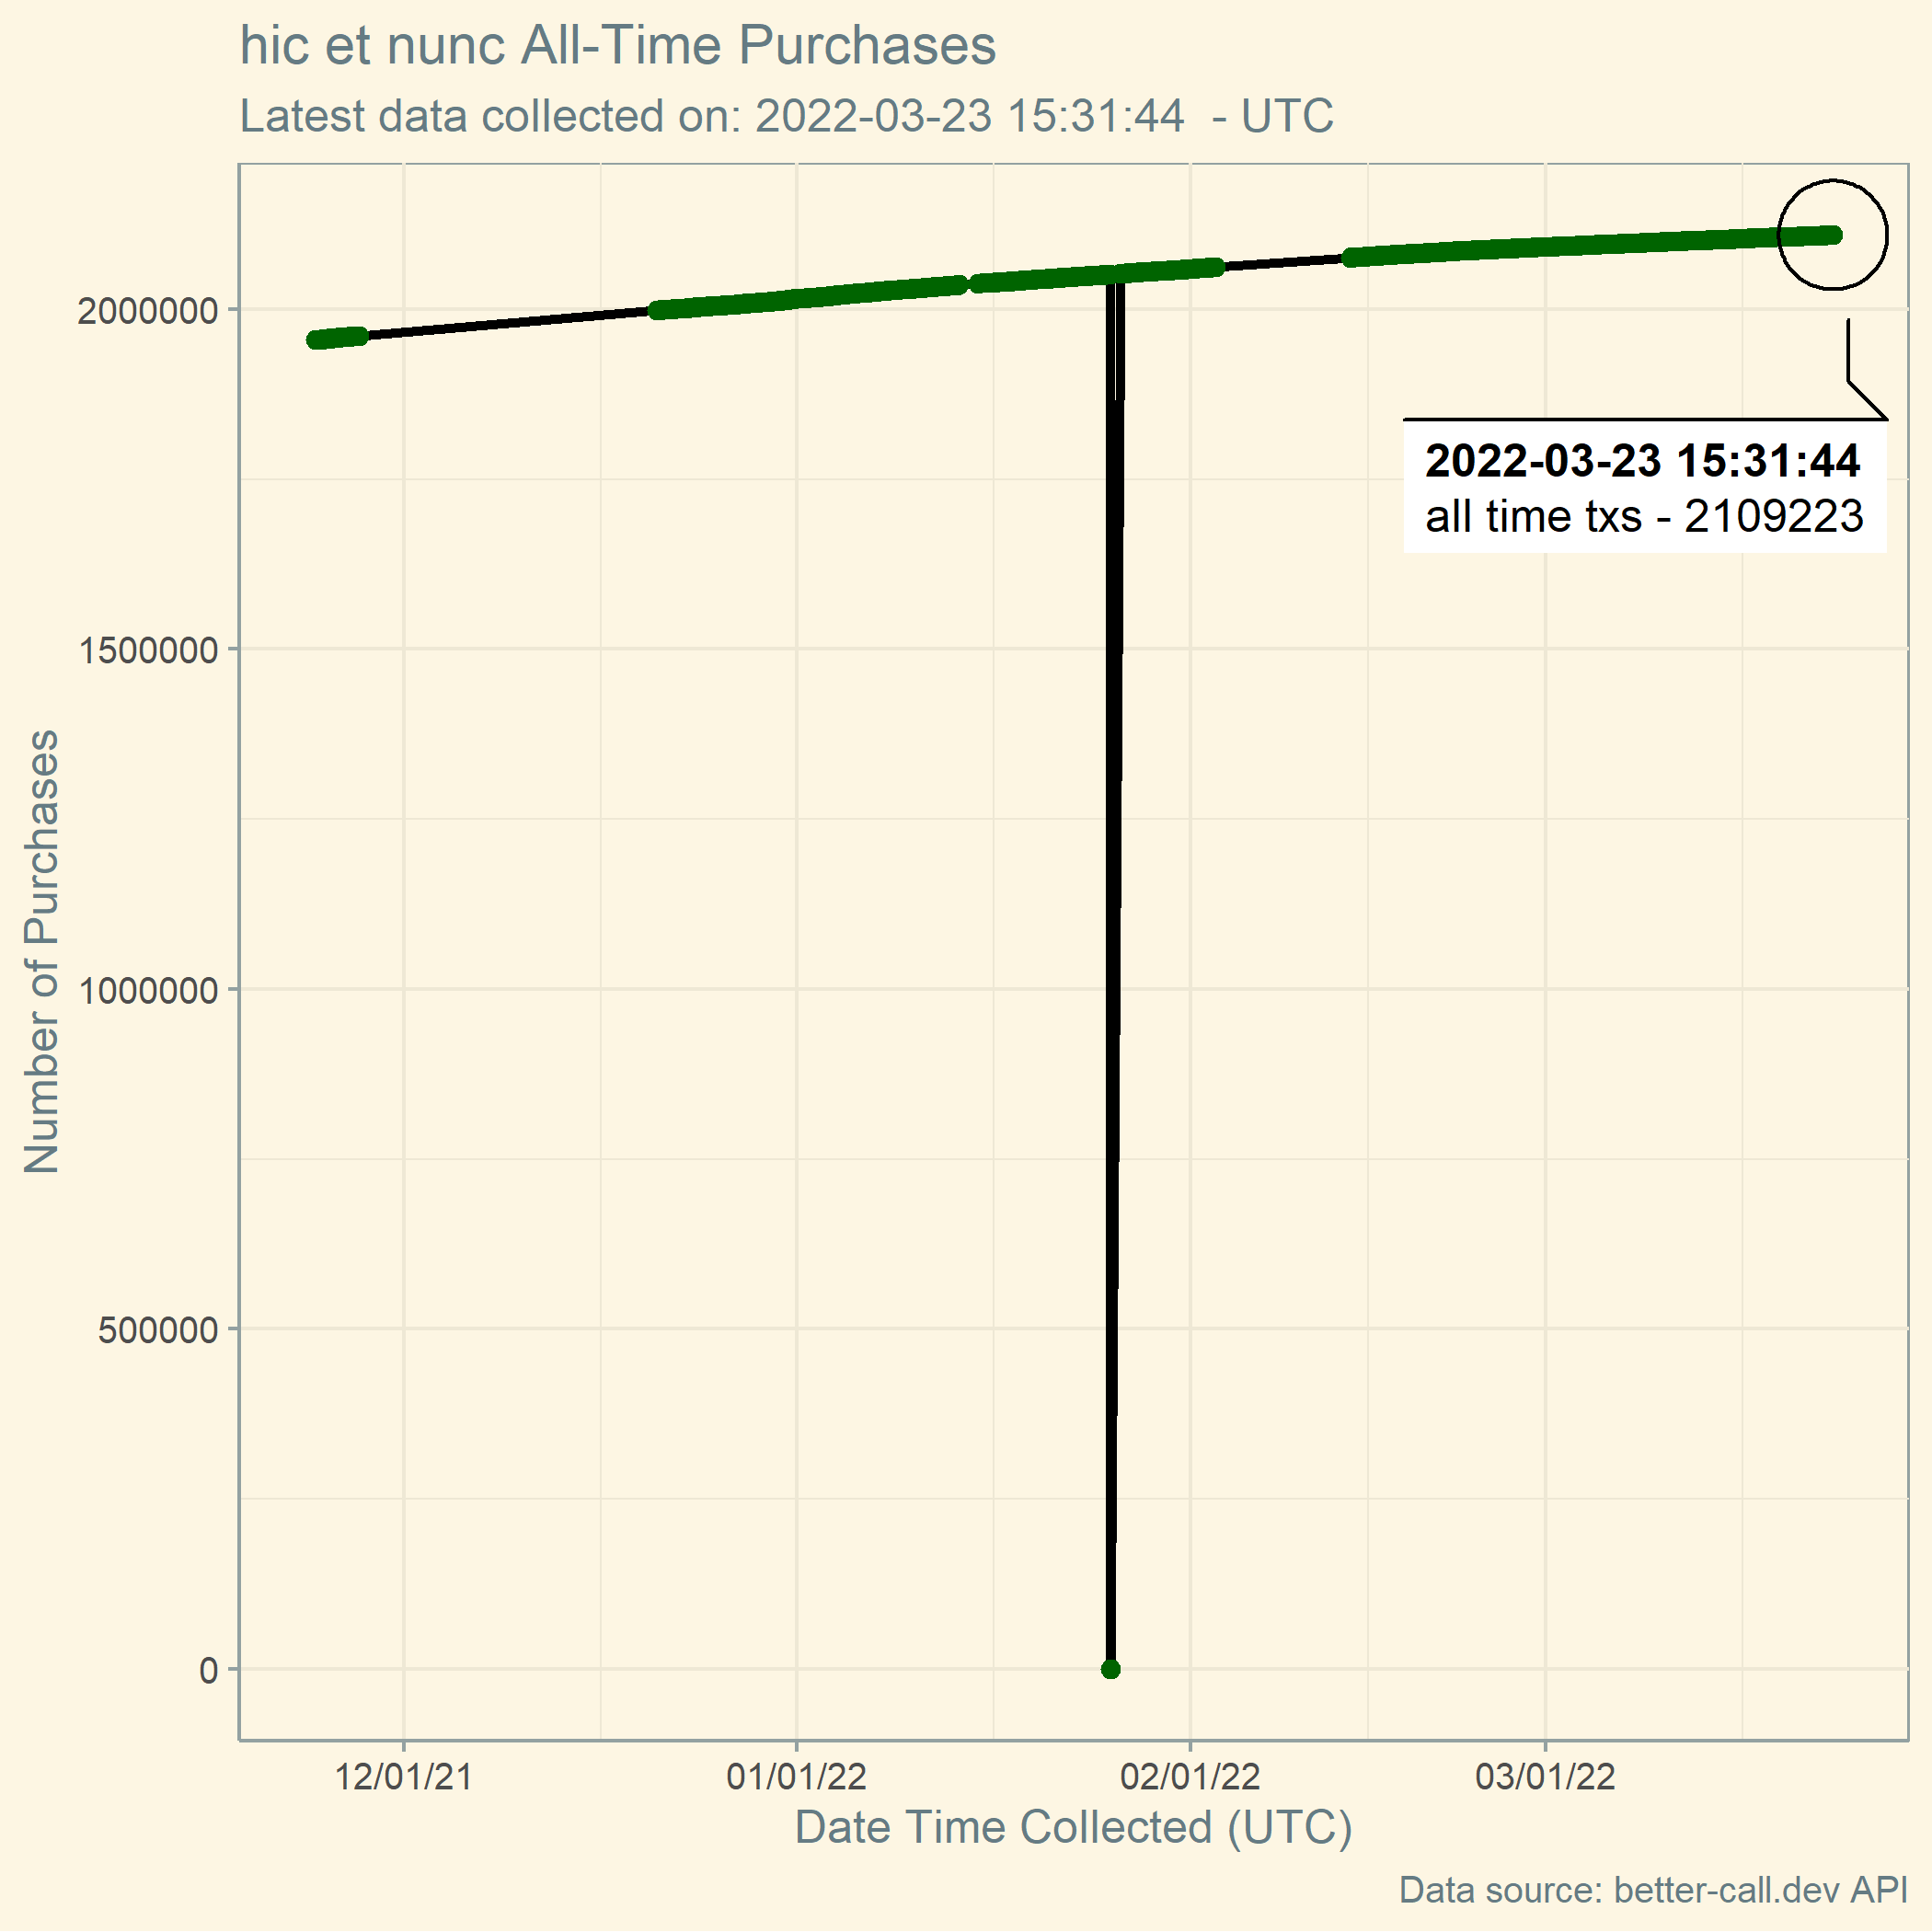 hic et nunc All-Time Purchases
Latest data collected on: 2022-03-23 15:31:44  - UTC
2022-03-23 15:31:44
all time txs - 2109223
Number of Purchases
2000000
1500000
1000000
500000
0
12/01/21 01/01/22 02/01/22 03/01/22
Date Time Collected (UTC)
Data source: better-call.dev API